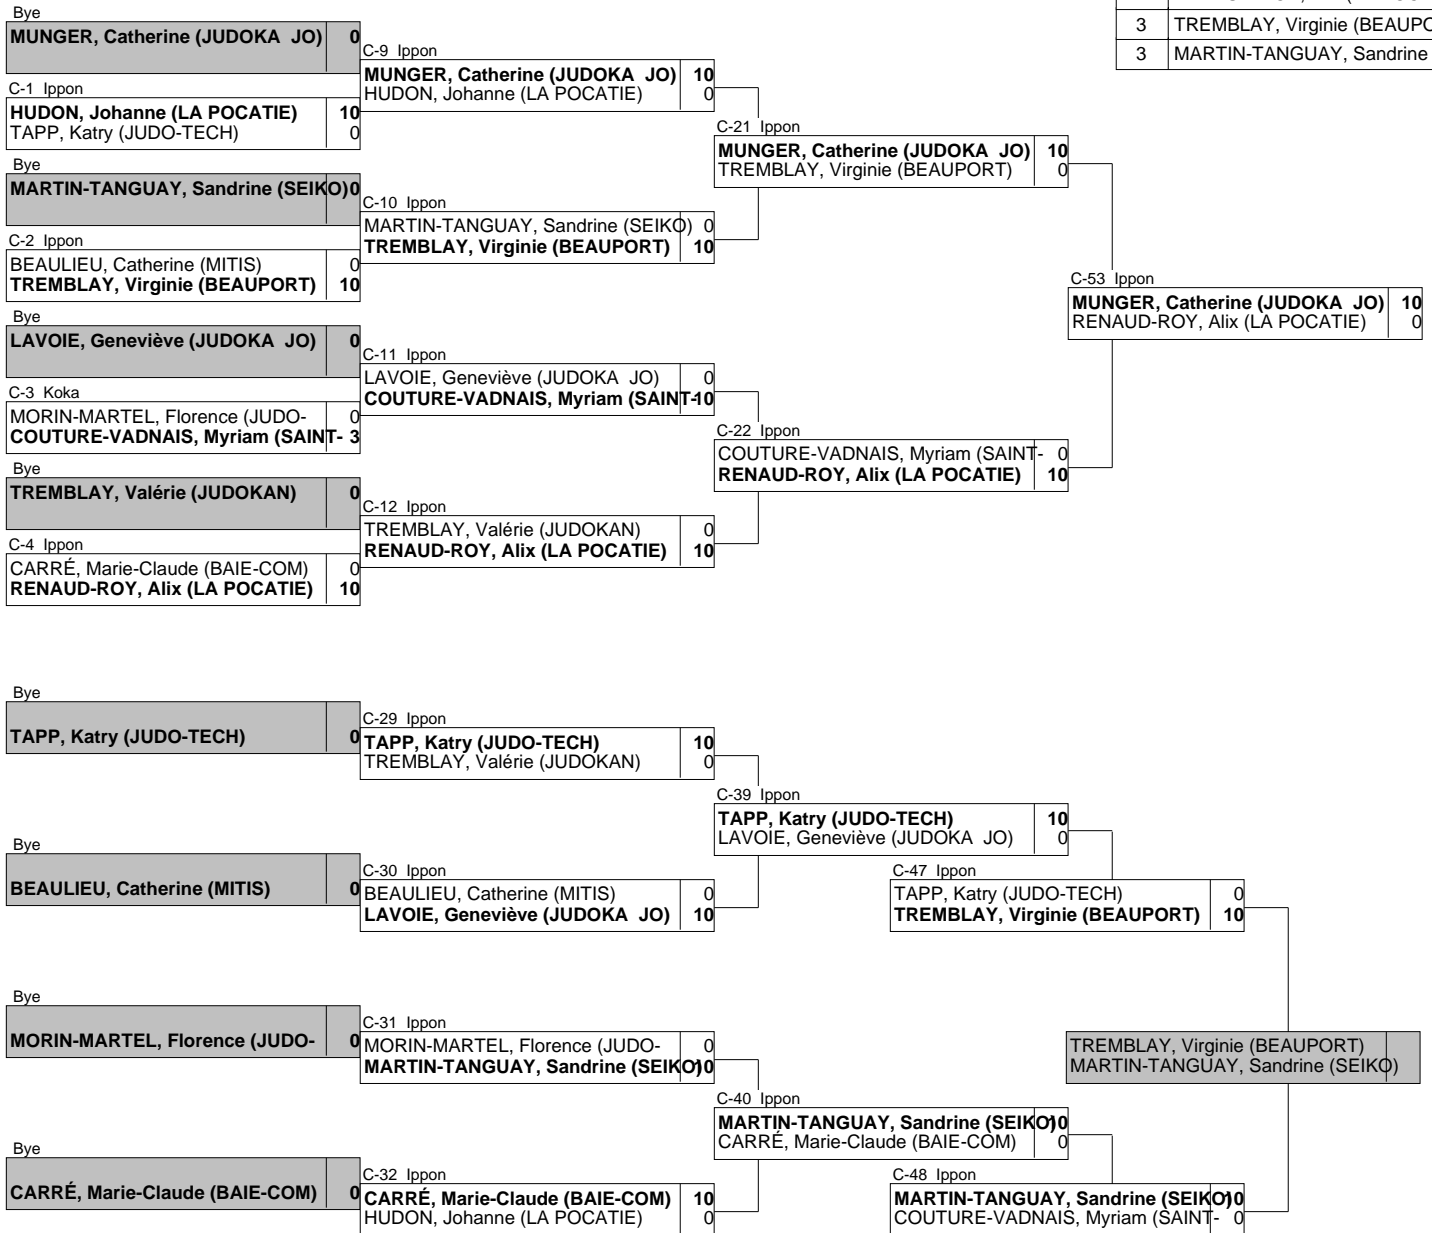 3 TREMBLAY, Virginie (BEAUPO
3 MARTIN-TANGUAY, Sandrine
Bye
MUNGER, Catherine (JUDOKA JO) 0
C-1 Ippon
HUDON, Johanne (LA POCATIE) 10
TAPP, Katry (JUDO-TECH) 0
Bye
MARTIN-TANGUAY, Sandrine (SEIKO) 0
C-2 Ippon
BEAULIEU, Catherine (MITIS) 0
TREMBLAY, Virginie (BEAUPORT) 10
Bye
LAVOIE, Geneviève (JUDOKA JO) 0
C-3 Koka
MORIN-MARTEL, Florence (JUDO- 0
COUTURE-VADNAIS, Myriam (SAINT- 3
Bye
TREMBLAY, Valérie (JUDOKAN) 0
C-4 Ippon
CARRÉ, Marie-Claude (BAIE-COM) 0
RENAUD-ROY, Alix (LA POCATIE) 10
C-9 Ippon
MUNGER, Catherine (JUDOKA JO) 10
HUDON, Johanne (LA POCATIE) 0
C-10 Ippon
MARTIN-TANGUAY, Sandrine (SEIKO) 0
TREMBLAY, Virginie (BEAUPORT) 10
C-11 Ippon
LAVOIE, Geneviève (JUDOKA JO) 0
COUTURE-VADNAIS, Myriam (SAINT- 10
C-12 Ippon
TREMBLAY, Valérie (JUDOKAN) 0
RENAUD-ROY, Alix (LA POCATIE) 10
C-21 Ippon
MUNGER, Catherine (JUDOKA JO) 10
TREMBLAY, Virginie (BEAUPORT) 0
C-22 Ippon
COUTURE-VADNAIS, Myriam (SAINT- 0
RENAUD-ROY, Alix (LA POCATIE) 10
C-53 Ippon
MUNGER, Catherine (JUDOKA JO) 10
RENAUD-ROY, Alix (LA POCATIE) 0
Bye
TAPP, Katry (JUDO-TECH) 0
Bye
BEAULIEU, Catherine (MITIS) 0
Bye
MORIN-MARTEL, Florence (JUDO- 0
Bye
CARRÉ, Marie-Claude (BAIE-COM) 0
C-29 Ippon
TAPP, Katry (JUDO-TECH) 10
TREMBLAY, Valérie (JUDOKAN) 0
C-30 Ippon
BEAULIEU, Catherine (MITIS) 0
LAVOIE, Geneviève (JUDOKA JO) 10
C-31 Ippon
MORIN-MARTEL, Florence (JUDO- 0
MARTIN-TANGUAY, Sandrine (SEIKO) 10
C-32 Ippon
CARRÉ, Marie-Claude (BAIE-COM) 10
HUDON, Johanne (LA POCATIE) 0
C-39 Ippon
TAPP, Katry (JUDO-TECH) 10
LAVOIE, Geneviève (JUDOKA JO) 0
C-40 Ippon
MARTIN-TANGUAY, Sandrine (SEIKO) 10
CARRÉ, Marie-Claude (BAIE-COM) 0
C-47 Ippon
TAPP, Katry (JUDO-TECH) 0
TREMBLAY, Virginie (BEAUPORT) 10
C-48 Ippon
MARTIN-TANGUAY, Sandrine (SEIKO) 10
COUTURE-VADNAIS, Myriam (SAINT- 0
TREMBLAY, Virginie (BEAUPORT)
MARTIN-TANGUAY, Sandrine (SEIKO)